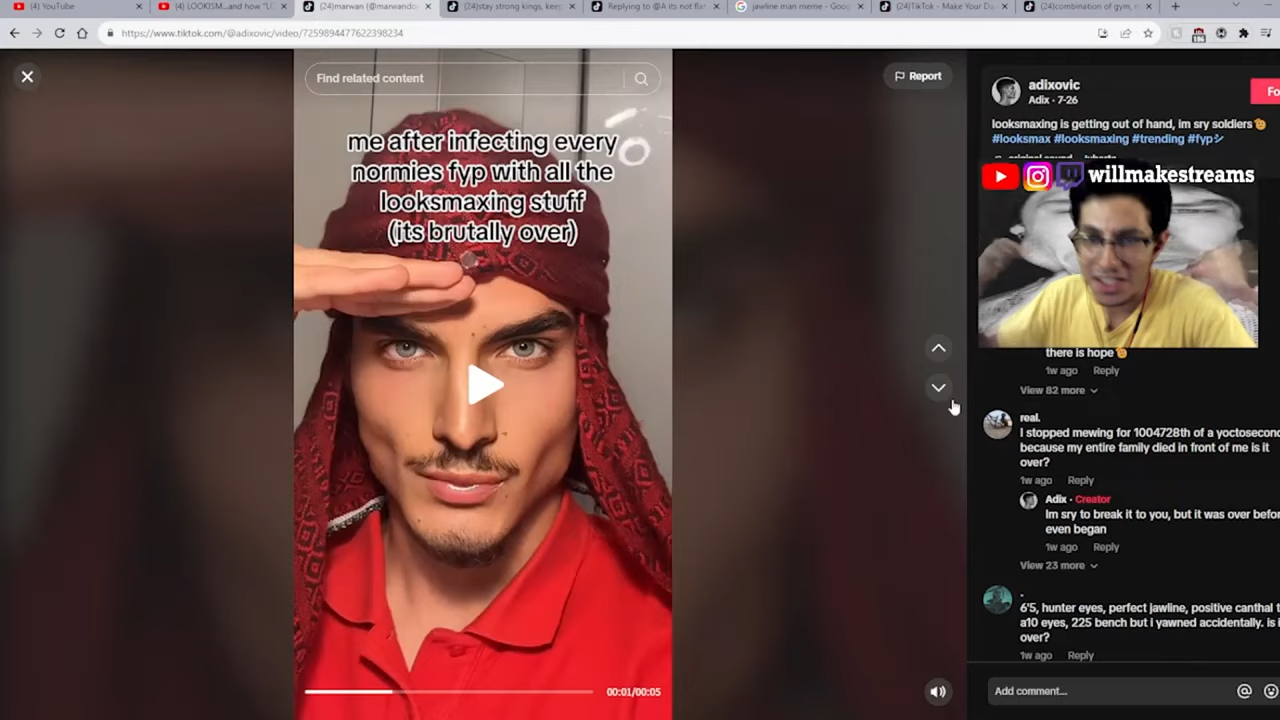 (4) YouTube
(4) LOOKISM...and how "LO
(24)marwan (@marwando
(24)stay strong kings, keep
Replying to @A its not flar
jawline man meme - Goog
(24)TikTok - Make Your Da
(24)combination of gym, n
https://www.tiktok.com/@adixovic/video/7259894477622398234
186
Find related content
Report
me after infecting every
normies fyp with all the
looksmaxing stuff
(its brutally over)
00:01/00:05
adixovic
Adix · 7-26
Fo
looksmaxing is getting out of hand, im sry soldiers🫡
#looksmax #looksmaxing #trending #fypシ
willmakestreams
there is hope🫡
1w ago Reply
View 82 more
real.
I stopped mewing for 1004728th of a yoctosecond
because my entire family died in front of me is it
over?
1w ago Reply
Adix · Creator
Im sry to break it to you, but it was over befor
even began
1w ago Reply
View 23 more
.
6'5, hunter eyes, perfect jawline, positive canthal t
a10 eyes, 225 bench but i yawned accidentally. is i
over?
1w ago Reply
Add comment...